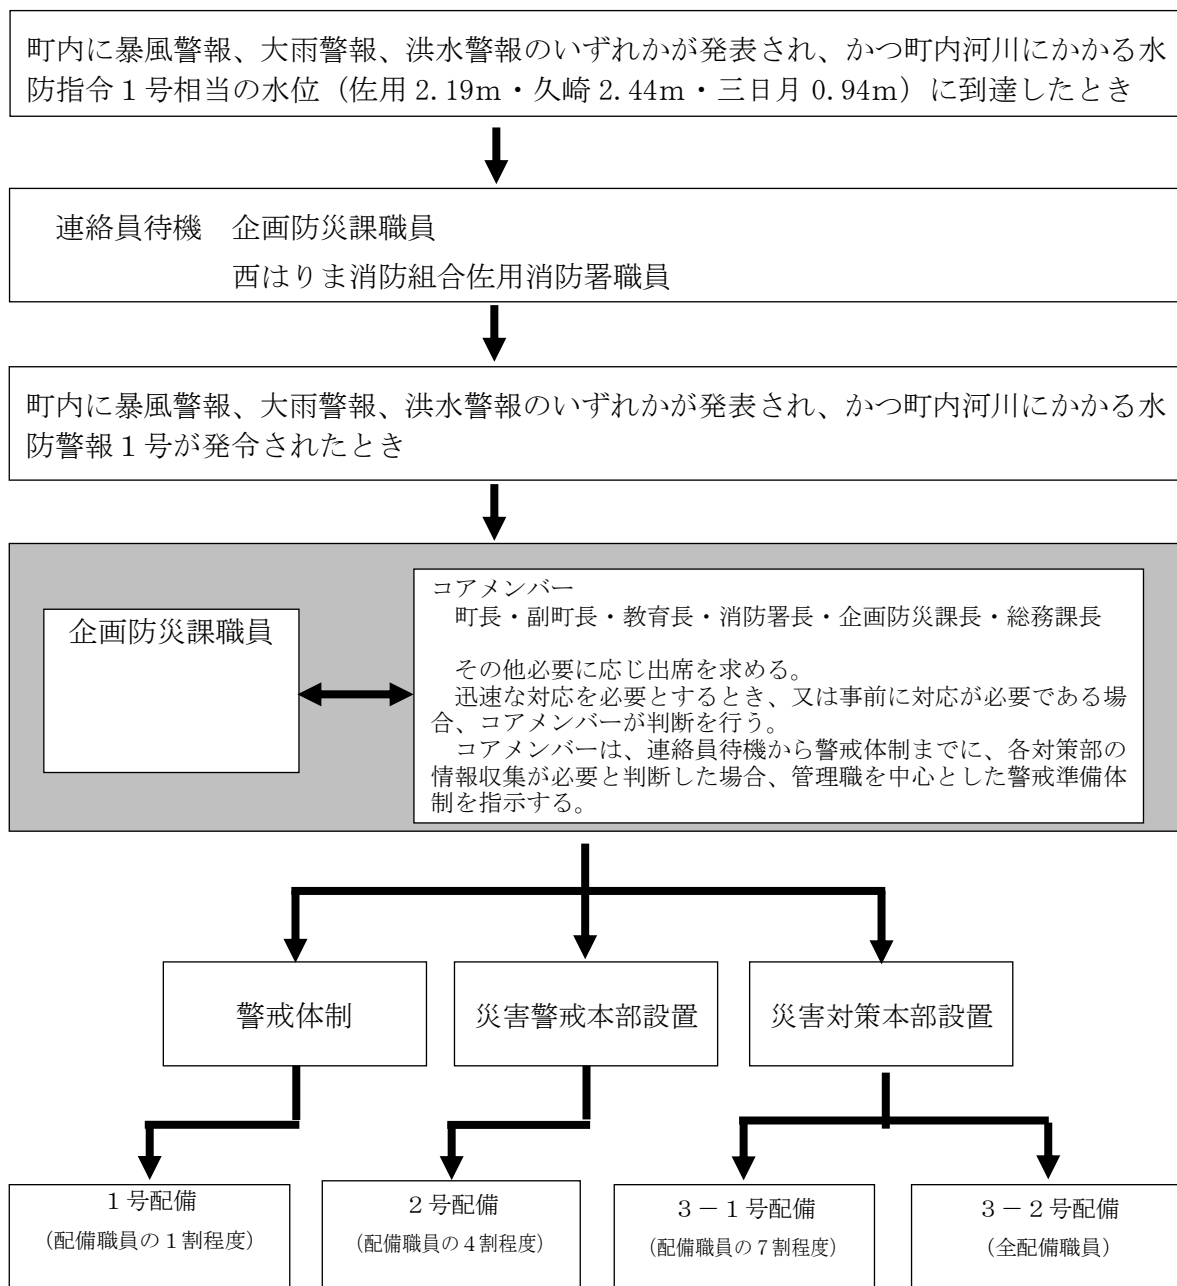 町内に暴風警報、大雨警報、洪水警報のいずれかが発表され、かつ町内河川にかかる水
防指令１号相当の水位（佐用 2.19m・久崎 2.44m・三日月 0.94m）に到達したとき
連絡員待機　企画防災課職員
西はりま消防組合佐用消防署職員
町内に暴風警報、大雨警報、洪水警報のいずれかが発表され、かつ町内河川にかかる水
防警報１号が発令されたとき
企画防災課職員
コアメンバー
町長・副町長・教育長・消防署長・企画防災課長・総務課長
その他必要に応じ出席を求める。
迅速な対応を必要とするとき、又は事前に対応が必要である場
合、コアメンバーが判断を行う。
コアメンバーは、連絡員待機から警戒体制までに、各対策部の
情報収集が必要と判断した場合、管理職を中心とした警戒準備体
制を指示する。
警戒体制
災害警戒本部設置
災害対策本部設置
１号配備
（配備職員の１割程度）
２号配備
（配備職員の４割程度）
３－１号配備
（配備職員の７割程度）
３－２号配備
（全配備職員）